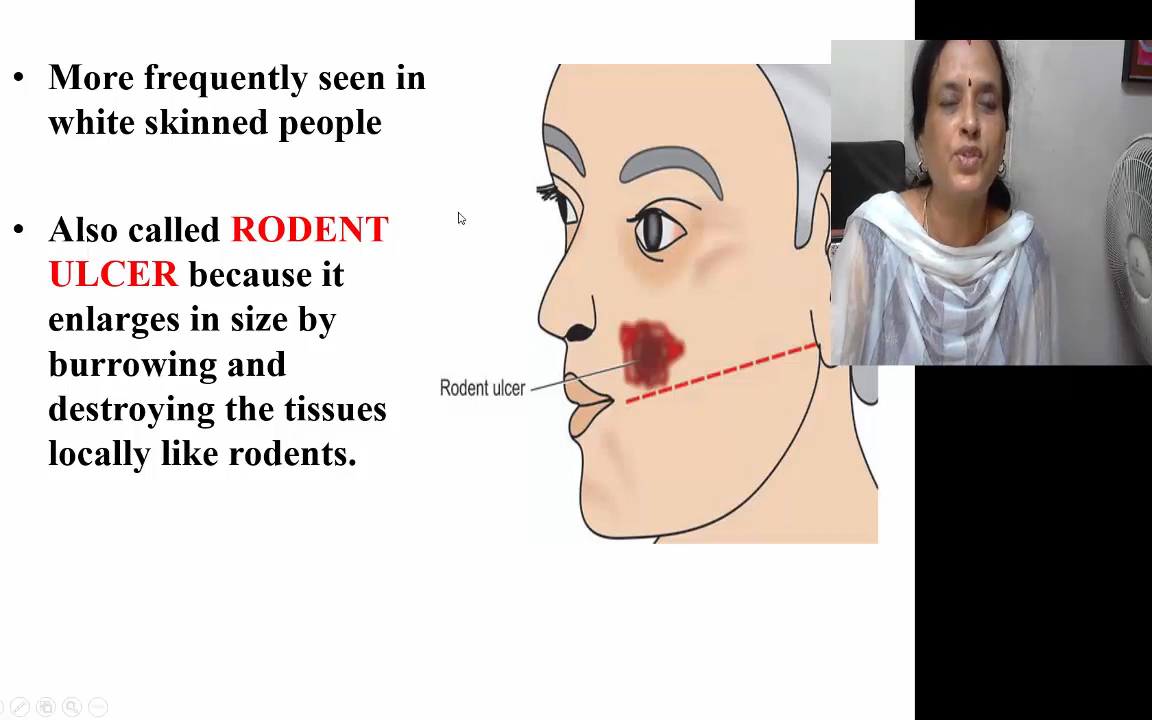 • More frequently seen in
white skinned people
• Also called RODENT
ULCER because it
enlarges in size by
burrowing and
destroying the tissues
locally like rodents.
Rodent ulcer